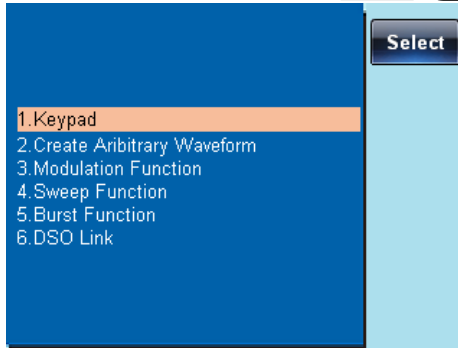 Select
1.Keypad
2.Create Aribitrary Waveform
3.Modulation Function
4.Sweep Function
5.Burst Function
6.DSO Link